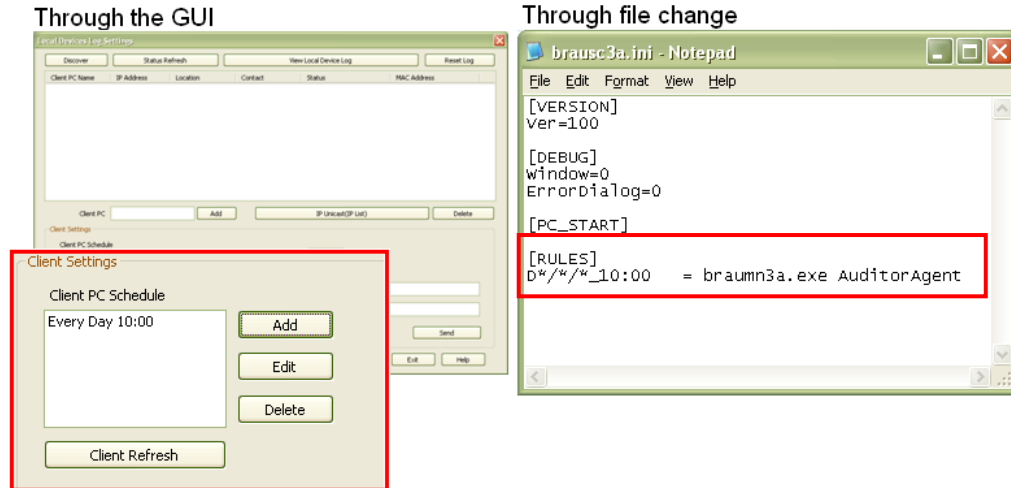 Through the GUI
Local Devices Log Settings
Discover Status Refresh View Local Device Log Reset Log
Client PC Name IP Address Location Contact Status MAC Address
Client PC Add IP Unicast(IP List) Delete
Client Settings
Client PC Schedule
Send
Exit Help
Client Settings
Client PC Schedule
Every Day 10:00
Add
Edit
Delete
Client Refresh
Through file change
brausc3a.ini - Notepad
File Edit Format View Help
[VERSION]
Ver=100
[DEBUG]
Window=0
ErrorDialog=0
[PC_START]
[RULES]
D*/*/*_10:00 = braumn3a.exe AuditorAgent